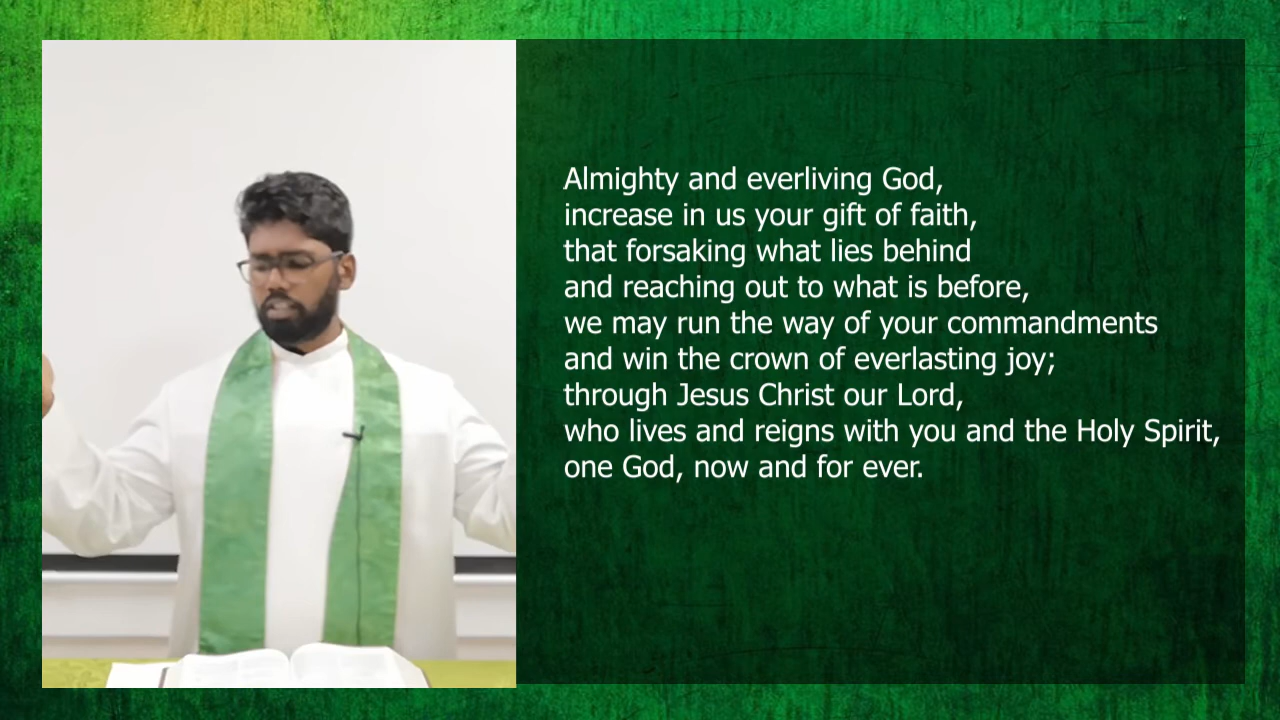 Almighty and everliving God,
increase in us your gift of faith,
that forsaking what lies behind
and reaching out to what is before,
we may run the way of your commandments
and win the crown of everlasting joy;
through Jesus Christ our Lord,
who lives and reigns with you and the Holy Spirit,
one God, now and for ever.